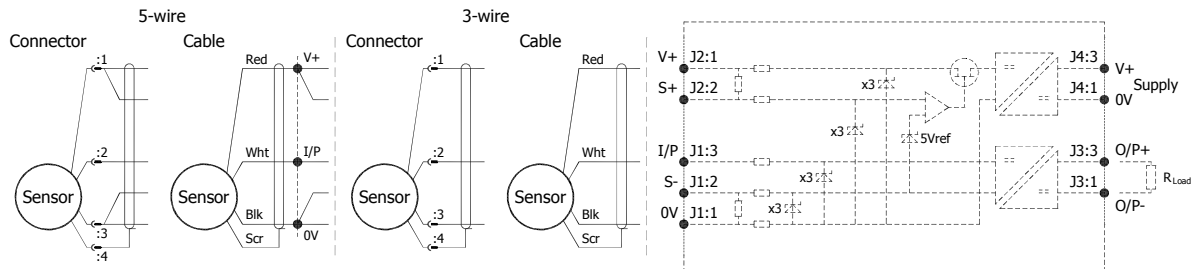 5-wire
Connector
Cable
:1
:2
:3
:4
Sensor
Red
Wht
Blk
Scr
Sensor
V+
I/P
0V
3-wire
Connector
Cable
:1
:2
:3
:4
Sensor
Red
Wht
Blk
Scr
Sensor
V+ J2:1
S+ J2:2
I/P J1:3
S- J1:2
0V J1:1
x3
x3
5Vref
x3
x3
J4:3 V+
Supply
J4:1 0V
J3:3 O/P+
RLoad
J3:1
O/P-